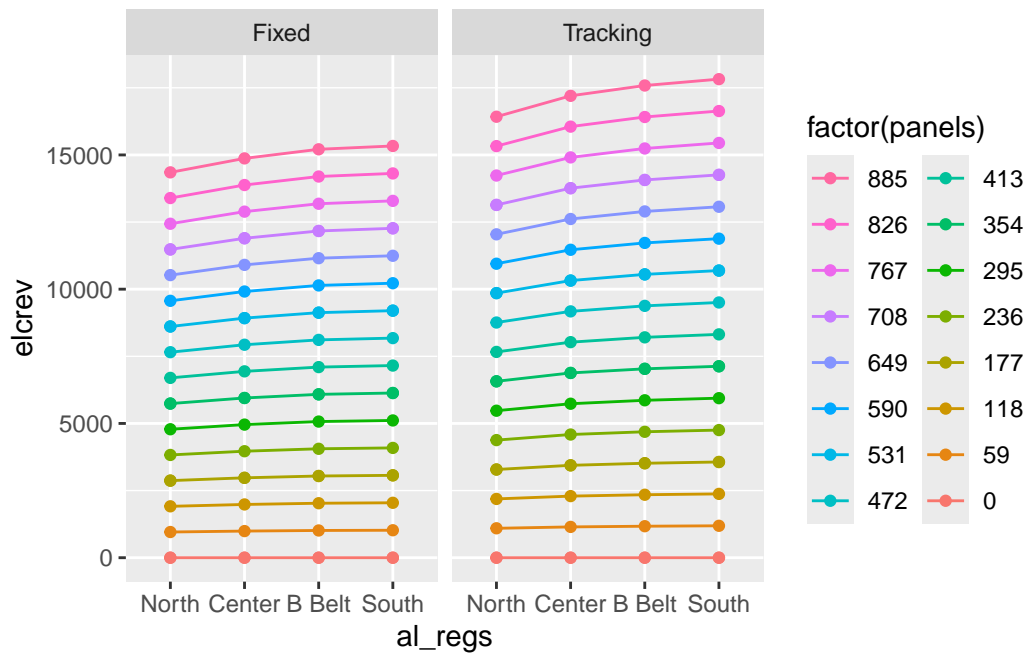 Fixed Tracking
15000
10000
5000
0
elcrev
North Center B Belt South North Center B Belt South
al_regs
factor(panels)
885 413
826 354
767 295
708 236
649 177
590 118
531 59
472 0